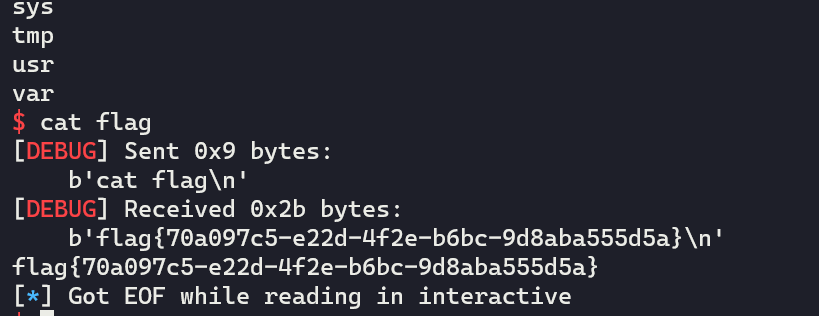 sys
tmp
usr
var
$ cat flag
[DEBUG] Sent 0x9 bytes:
    b'cat flag\n'
[DEBUG] Received 0x2b bytes:
    b'flag{70a097c5-e22d-4f2e-b6bc-9d8aba555d5a}\n'
flag{70a097c5-e22d-4f2e-b6bc-9d8aba555d5a}
[*] Got EOF while reading in interactive